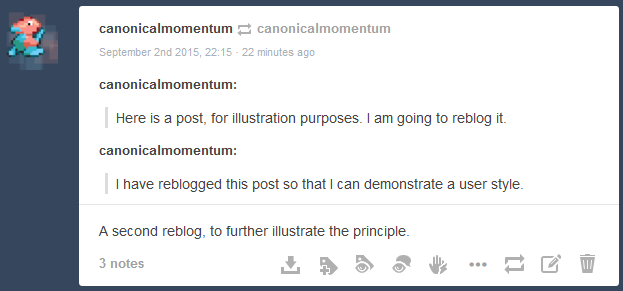 canonicalmomentum canonicalmomentum
September 2nd 2015, 22:15 · 22 minutes ago
canonicalmomentum:
Here is a post, for illustration purposes. I am going to reblog it.
canonicalmomentum:
I have reblogged this post so that I can demonstrate a user style.
A second reblog, to further illustrate the principle.
3 notes